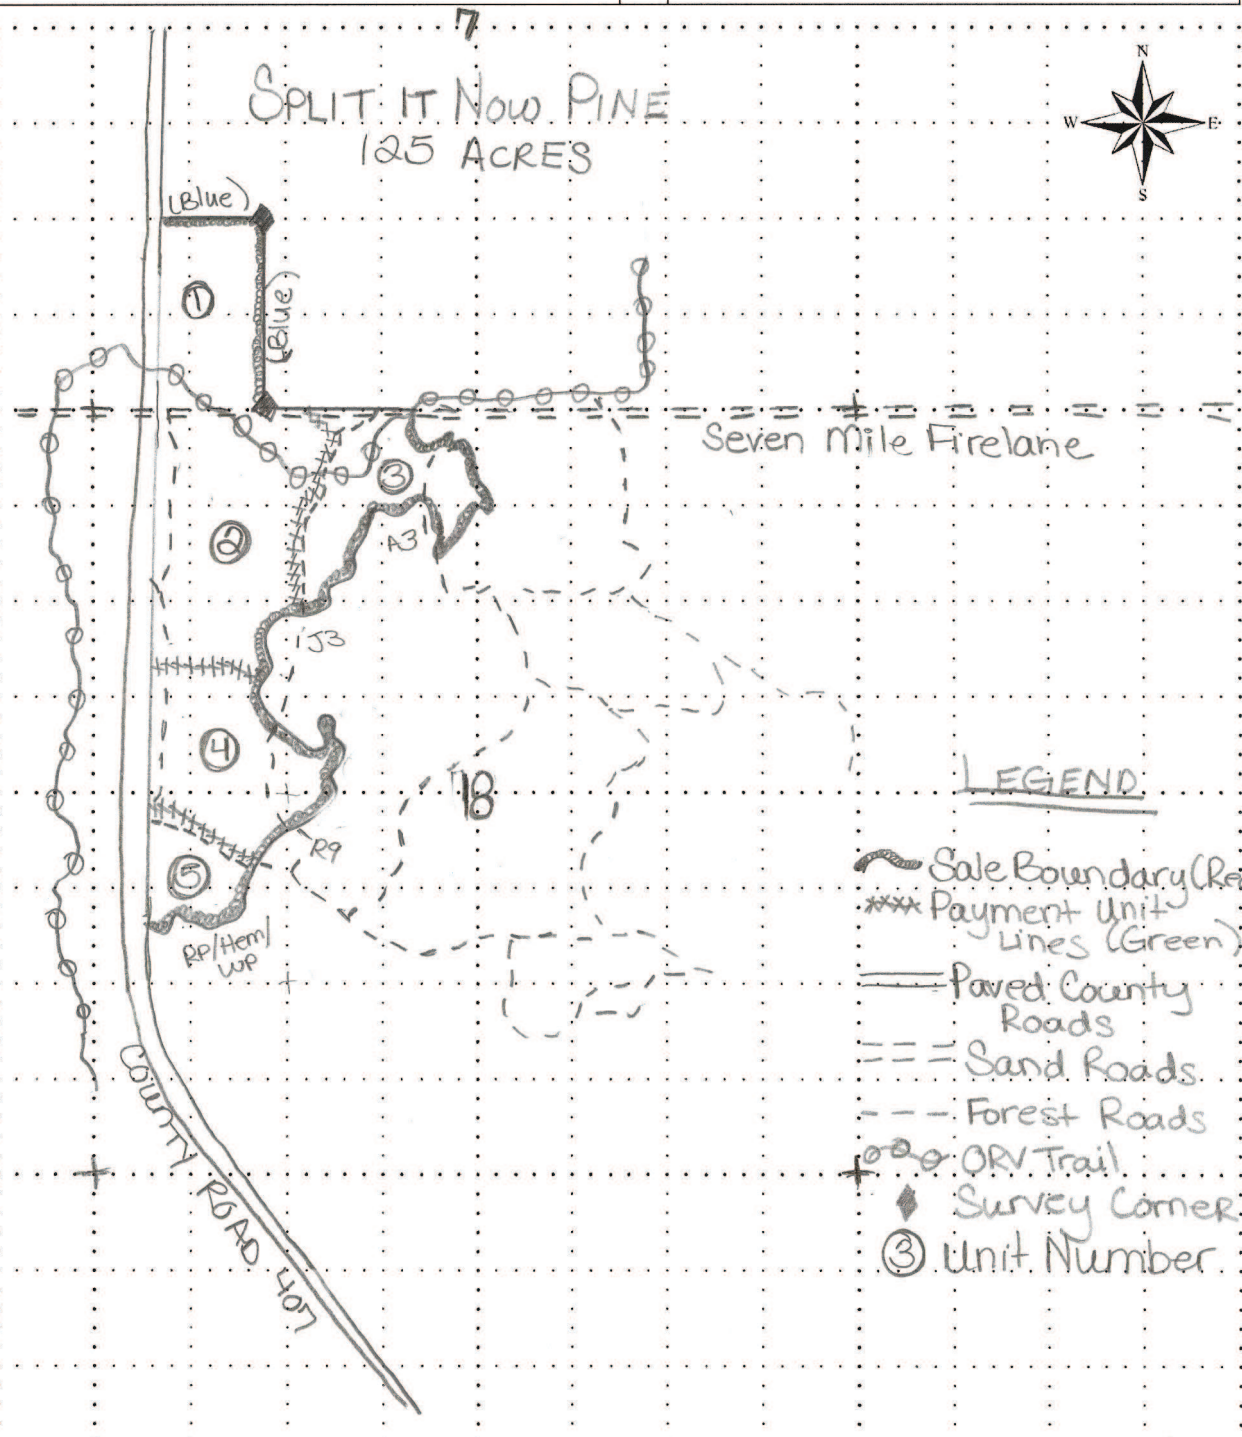 7
SPLIT IT NOW PINE
125 ACRES
N
W
E
S
(Blue)
1
(Blue)
Seven Mile Firelane
3
2
A3
J3
4
18
R9
5
RP/Hem/
WP
COUNTY ROAD 407
LEGEND
Sale Boundary (Re
Payment Unit
Lines (Green)
Paved County
Roads
Sand Roads
Forest Roads
ORV Trail
Survey Corner
3 Unit Number